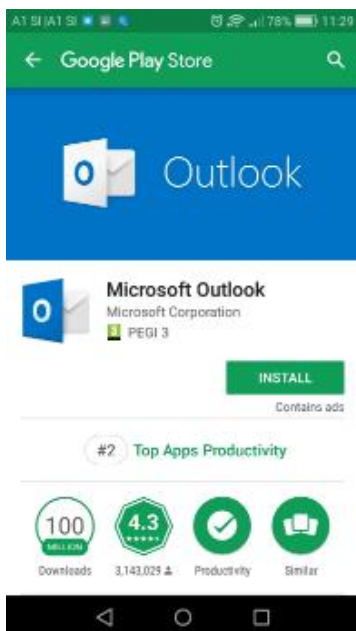 A1 SI |A1 SI 78% 11:29
Google Play Store
Outlook
Microsoft Outlook
Microsoft Corporation
3 PEGI 3
INSTALL
Contains ads
#2 Top Apps Productivity
100 4.3
MILLION
Downloads 3,143,029 Productivity Similar